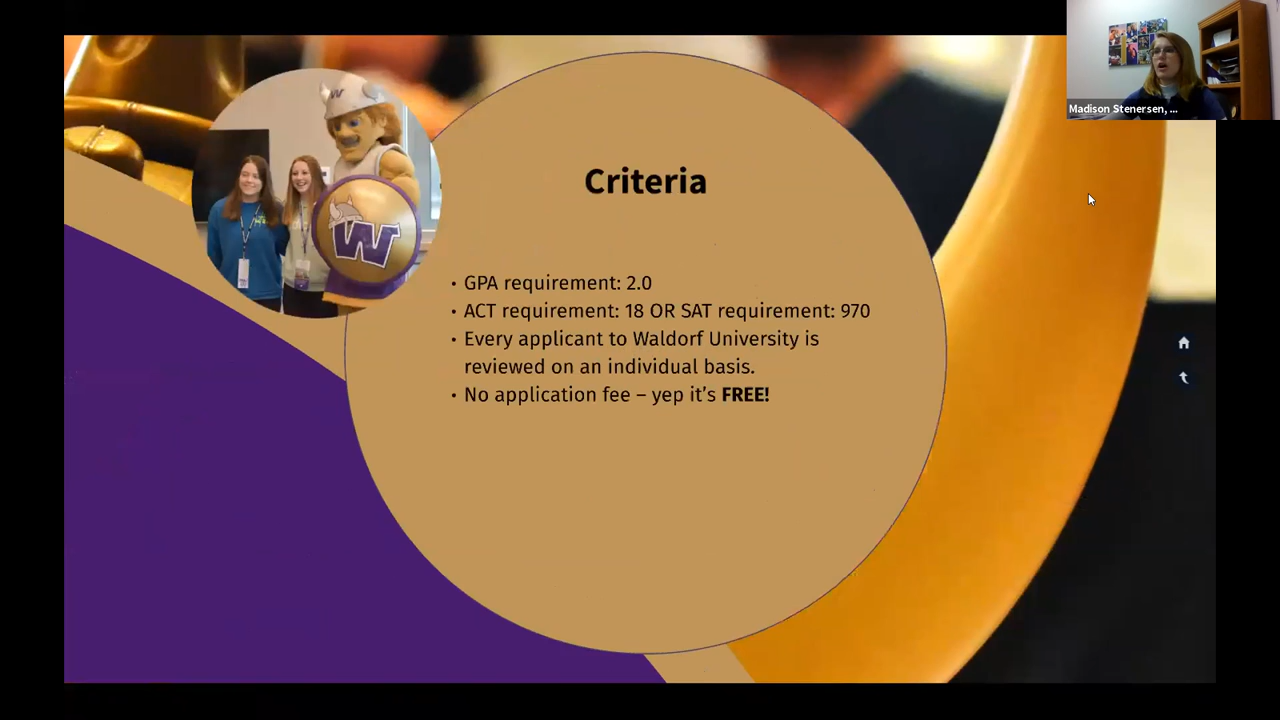 Madison Stenersen, ...
W
Criteria
W
• GPA requirement: 2.0
• ACT requirement: 18 OR SAT requirement: 970
• Every applicant to Waldorf University is
reviewed on an individual basis.
• No application fee – yep it’s FREE!